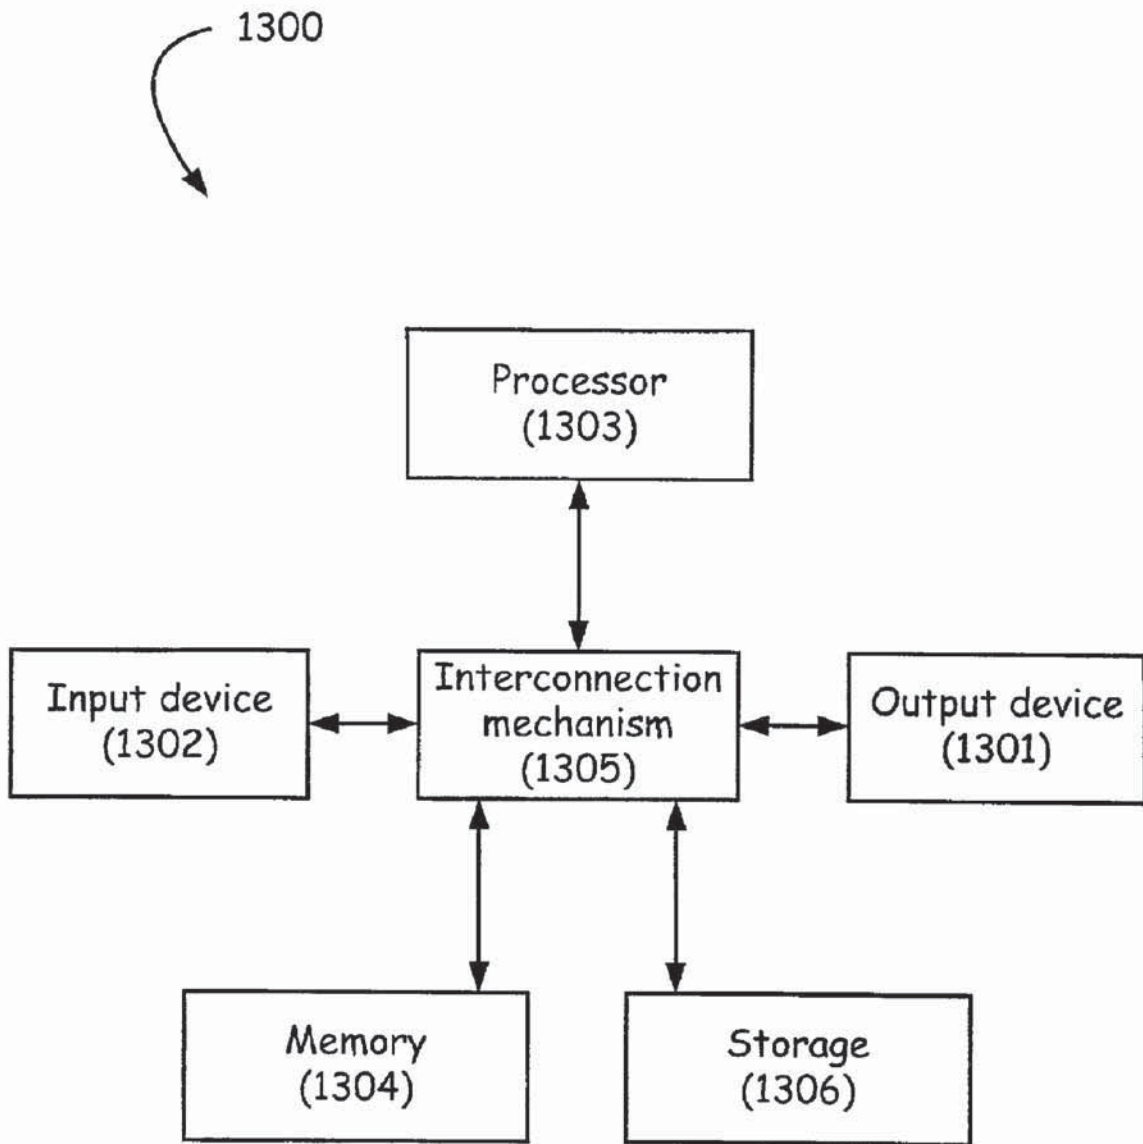 1300
Processor
(1303)
Input device
(1302)
Interconnection
mechanism
(1305)
Output device
(1301)
Memory
(1304)
Storage
(1306)